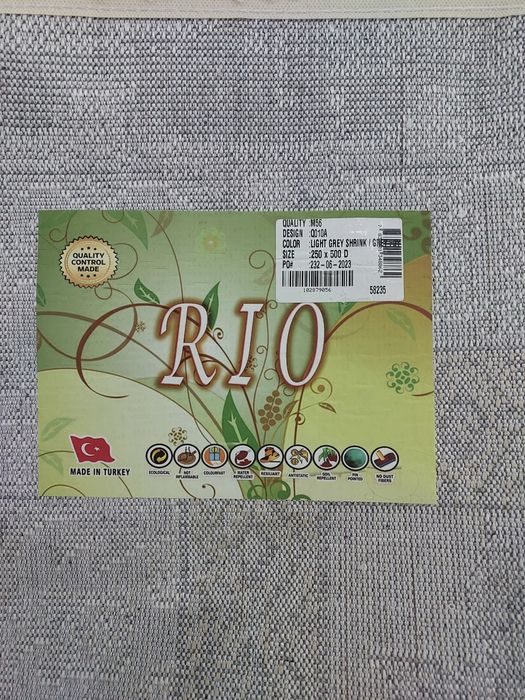 QUALITY :M56
DESIGN :Q010A
COLOR :LIGHT GREY SHRINK / GREY
SIZE :250 x 500 D
PO# :232-06-2023
102879056
58235
QUALITY
CONTROL
MADE
RIO
MADE IN TURKEY
ECOLOGICAL
NOT
INFLAMMABLE
COLOURFAST
WATER
REPELLENT
RESILIANT
ANTISTATIC
SOIL
REPELLENT
POINTED
NO DUST
FIBERS